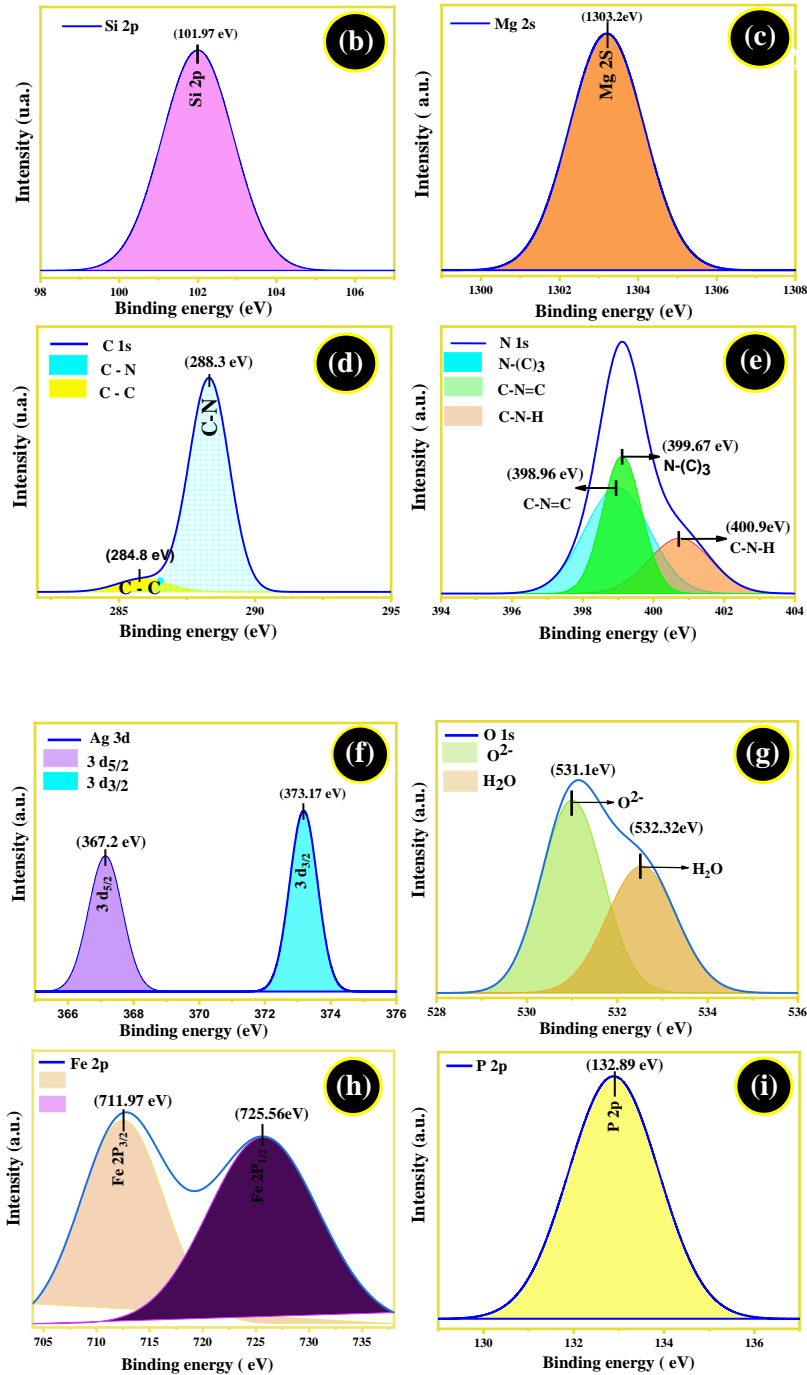 Si 2p
(101.97 eV)
(b)
Si 2p
Intensity (u.a.)
98 100 102 104 106
Binding energy (eV)
Mg 2s
(1303.2eV)
(c)
Mg 2S
Intensity ( a.u.)
1300 1302 1304 1306 1308
Binding energy (eV)
C 1s
C - N
C - C
(288.3 eV)
(d)
C-N
(284.8 eV)
C - C
Intensity (u.a.)
285 290 295
Binding energy (eV)
N 1s
N-(C)3
C-N=C
C-N-H
(e)
(399.67 eV)
N-(C)3
(398.96 eV)
C-N=C
(400.9eV)
C-N-H
Intensity ( a.u.)
394 396 398 400 402 404
Binding energy (eV)
Ag 3d
3 d5/2
3 d3/2
(f)
(373.17 eV)
(367.2 eV)
3 d5/2
3 d3/2
Intensity (a.u.)
366 368 370 372 374 376
Binding energy (eV)
O 1s
O2-
H2O
(g)
(531.1eV)
O2-
(532.32eV)
H2O
Intensity (a.u.)
528 530 532 534 536
Binding energy ( eV)
Fe 2p
(h)
(711.97 eV)
(725.56eV)
Fe 2P3/2
Fe 2P1/2
Intensity (a.u.)
705 710 715 720 725 730 735
Binding energy ( eV)
P 2p
(132.89 eV)
(i)
P 2p
Intensity (a.u.)
130 132 134 136
Binding energy ( eV)